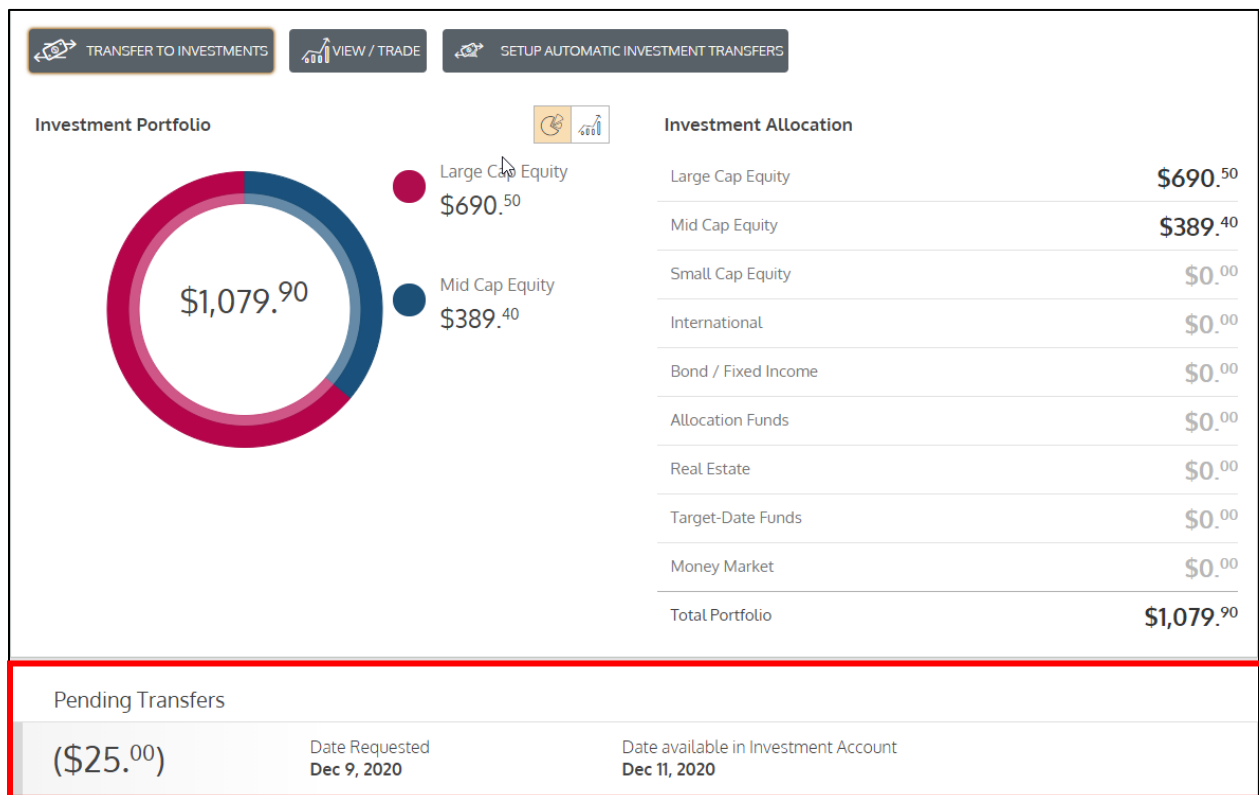 TRANSFER TO INVESTMENTS
VIEW / TRADE
SETUP AUTOMATIC INVESTMENT TRANSFERS
Investment Portfolio
$1,079.90
Large Cap Equity
$690.50
Mid Cap Equity
$389.40
Investment Allocation
Large Cap Equity $690.50
Mid Cap Equity $389.40
Small Cap Equity $0.00
International $0.00
Bond / Fixed Income $0.00
Allocation Funds $0.00
Real Estate $0.00
Target-Date Funds $0.00
Money Market $0.00
Total Portfolio $1,079.90
Pending Transfers
($25.00)
Date Requested
Dec 9, 2020
Date available in Investment Account
Dec 11, 2020